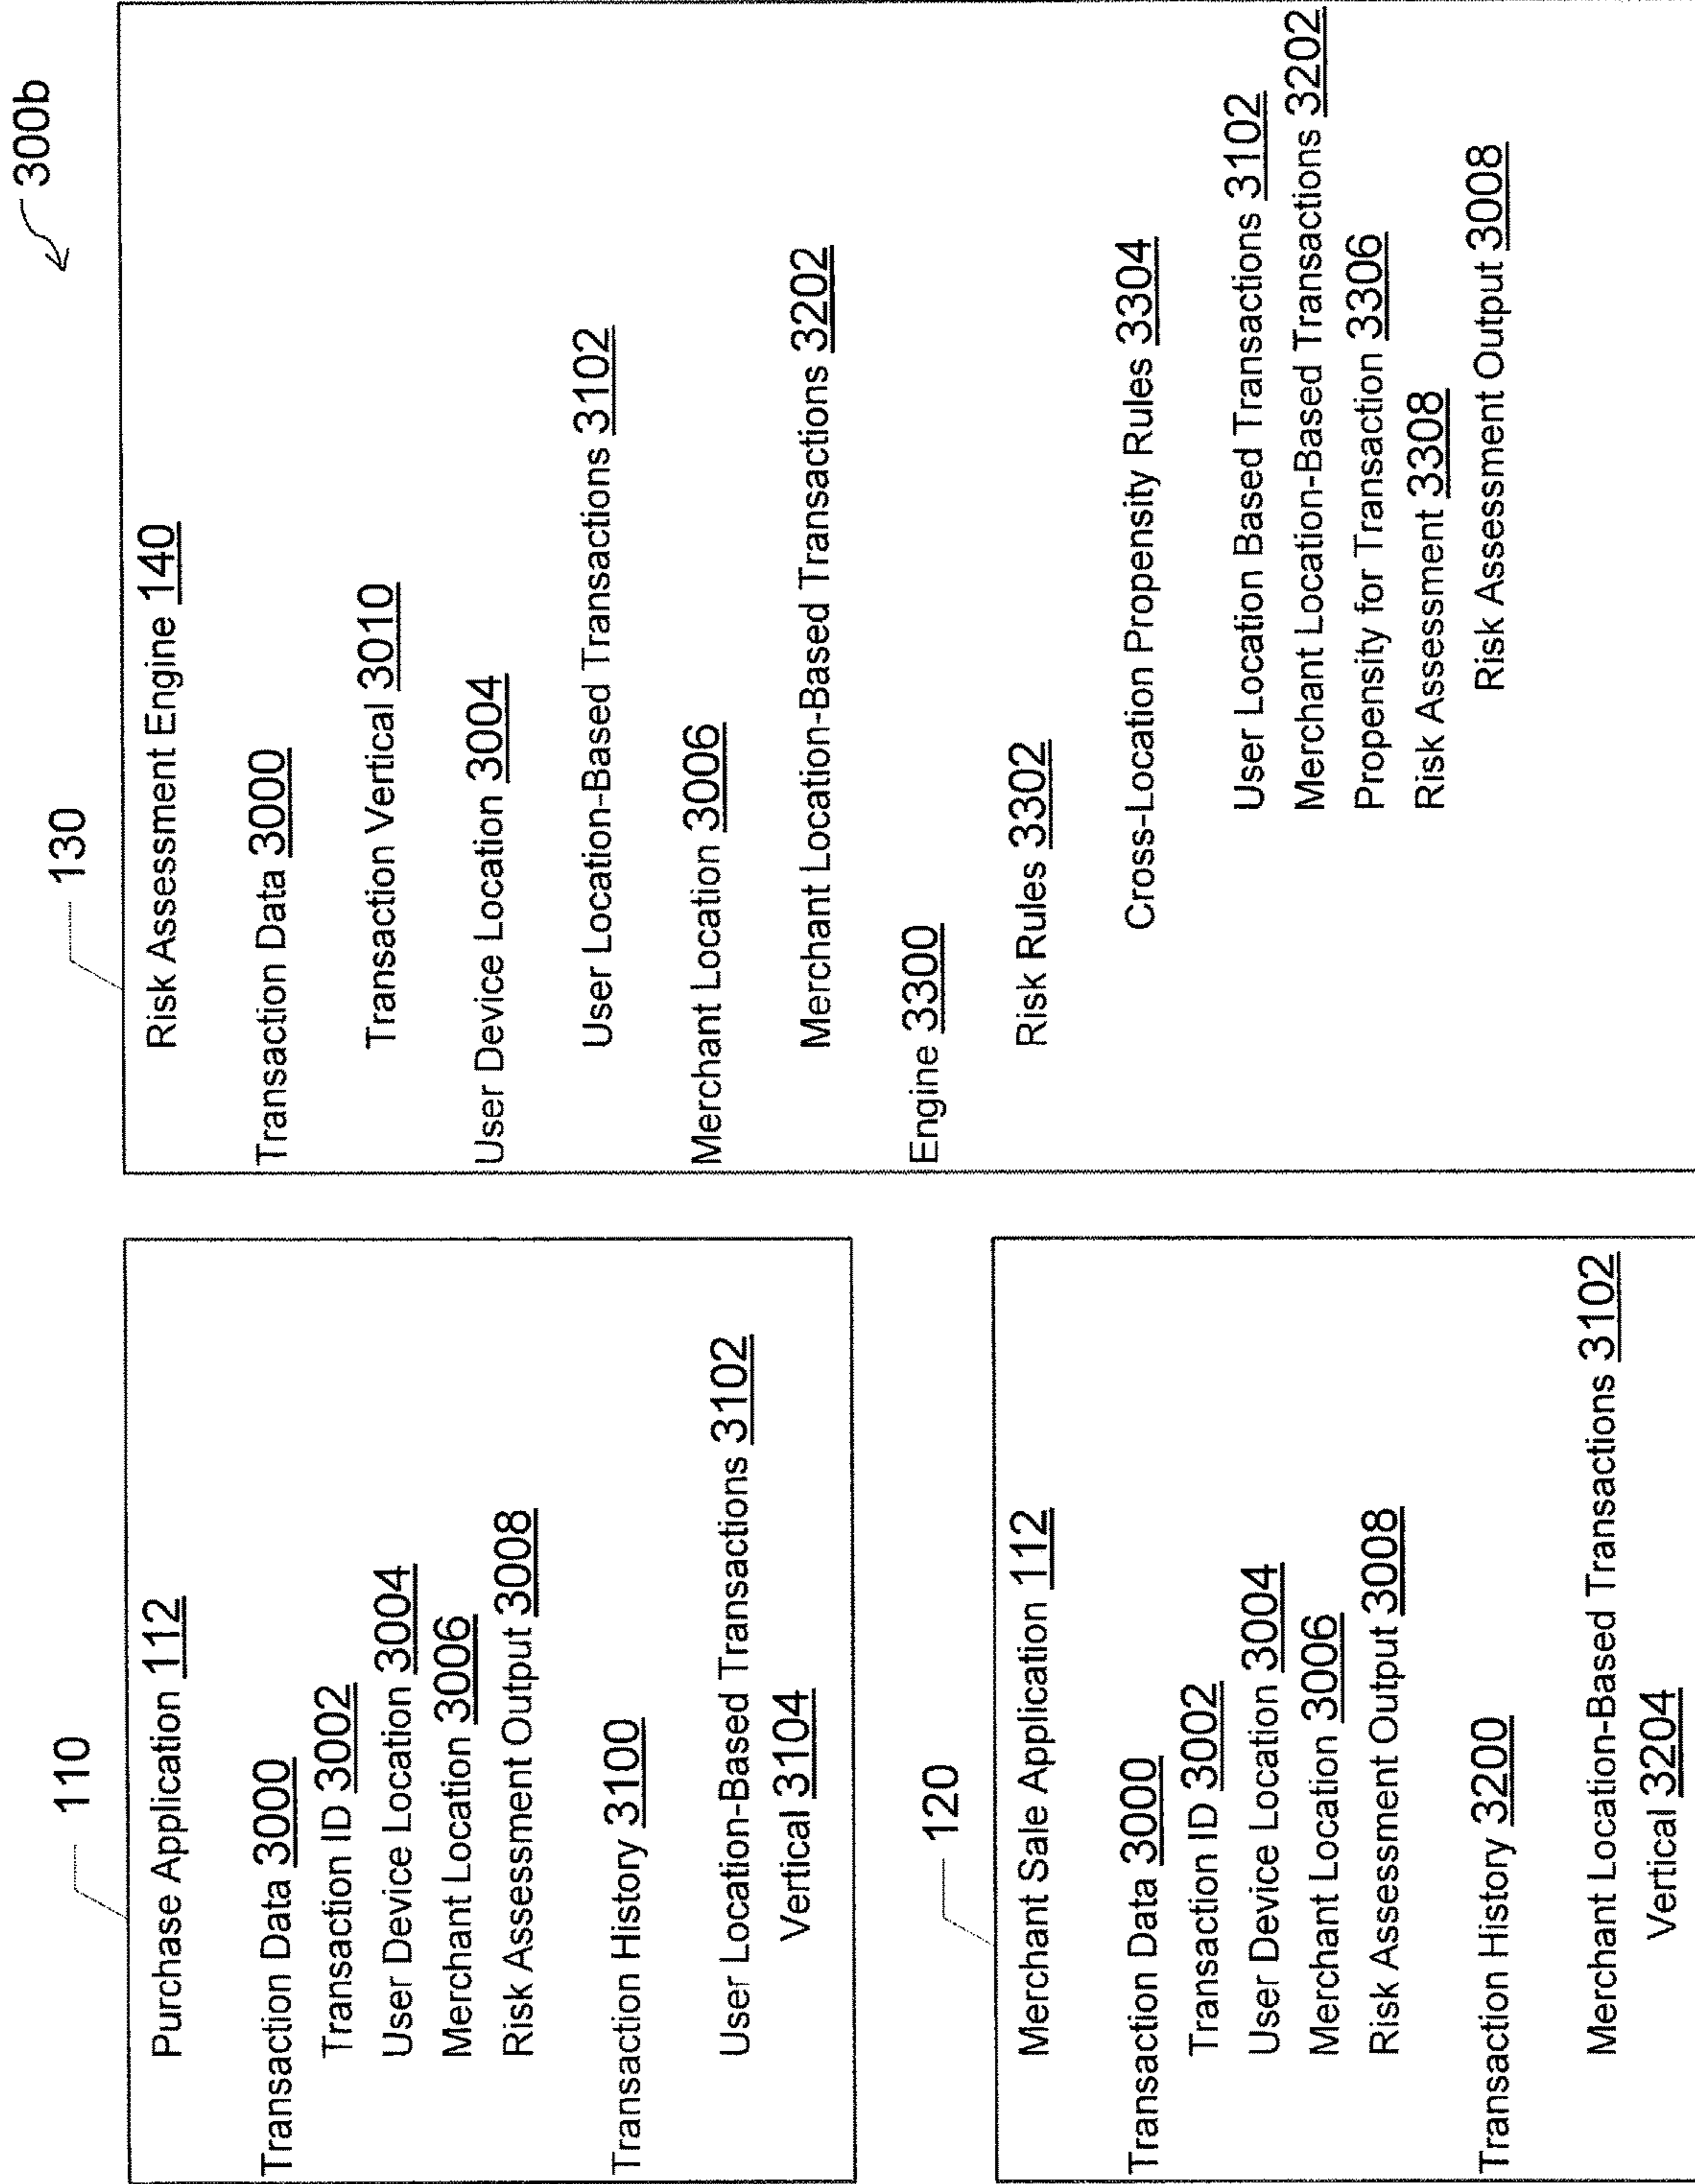 300b
110
Purchase Application 112
Transaction Data 3000
Transaction ID 3002
User Device Location 3004
Merchant Location 3006
Risk Assessment Output 3008
Transaction History 3100
User Location-Based Transactions 3102
Vertical 3104
120
Merchant Sale Application 112
Transaction Data 3000
Transaction ID 3002
User Device Location 3004
Merchant Location 3006
Risk Assessment Output 3008
Transaction History 3200
Merchant Location-Based Transactions 3102
Vertical 3204
130
Risk Assessment Engine 140
Transaction Data 3000
Transaction Vertical 3010
User Device Location 3004
User Location-Based Transactions 3102
Merchant Location 3006
Merchant Location-Based Transactions 3202
Engine 3300
Risk Rules 3302
Cross-Location Propensity Rules 3304
User Location Based Transactions 3102
Merchant Location-Based Transactions 3202
Propensity for Transaction 3306
Risk Assessment 3308
Risk Assessment Output 3008